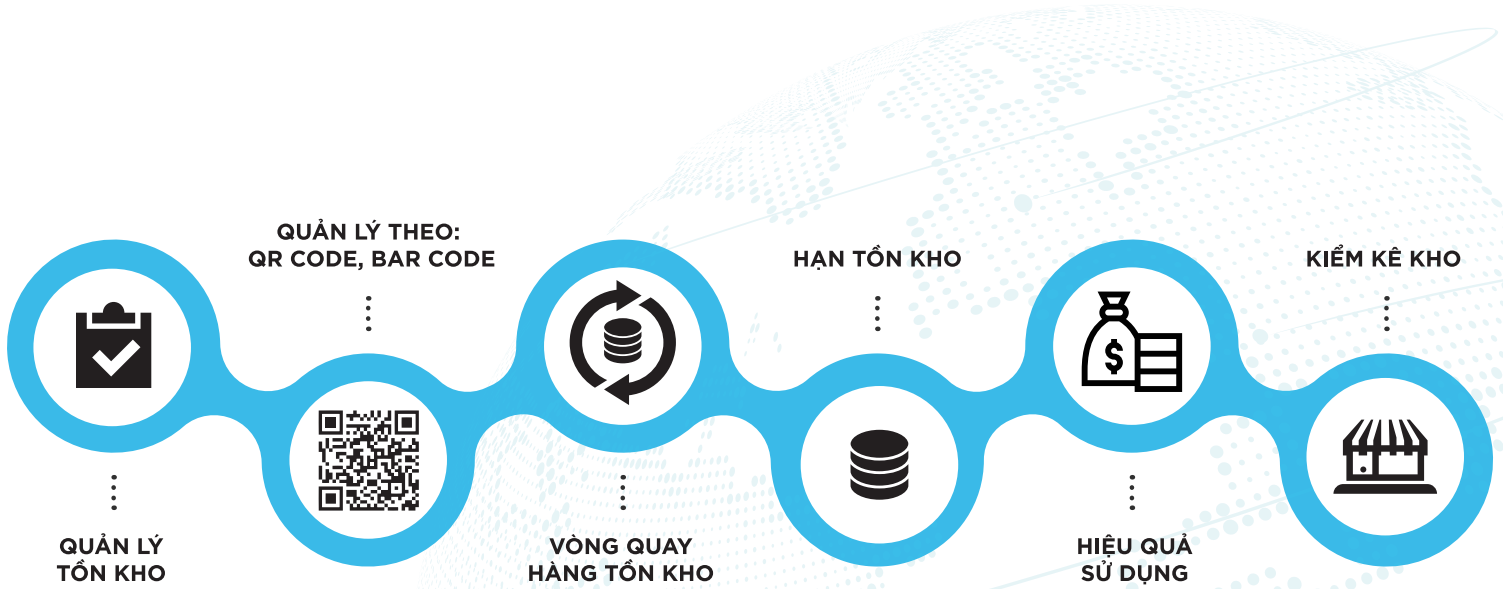 QUẢN LÝ
TỒN KHO
QUẢN LÝ THEO:
QR CODE, BAR CODE
VÒNG QUAY
HÀNG TỒN KHO
HẠN TỒN KHO
HIỆU QUẢ
SỬ DỤNG
KIỂM KÊ KHO